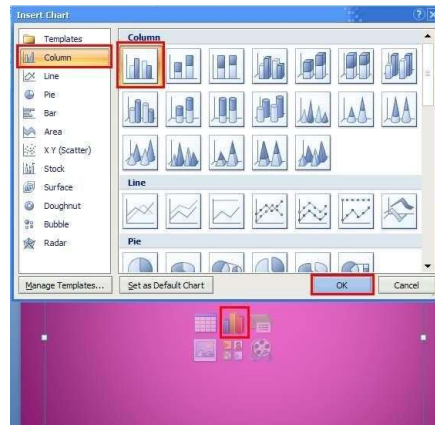 Insert Chart
Templates
Column
Line
Pie
Bar
Area
X Y (Scatter)
Stock
Surface
Doughnut
Bubble
Radar
Column
Line
Pie
Manage Templates...
Set as Default Chart
OK
Cancel